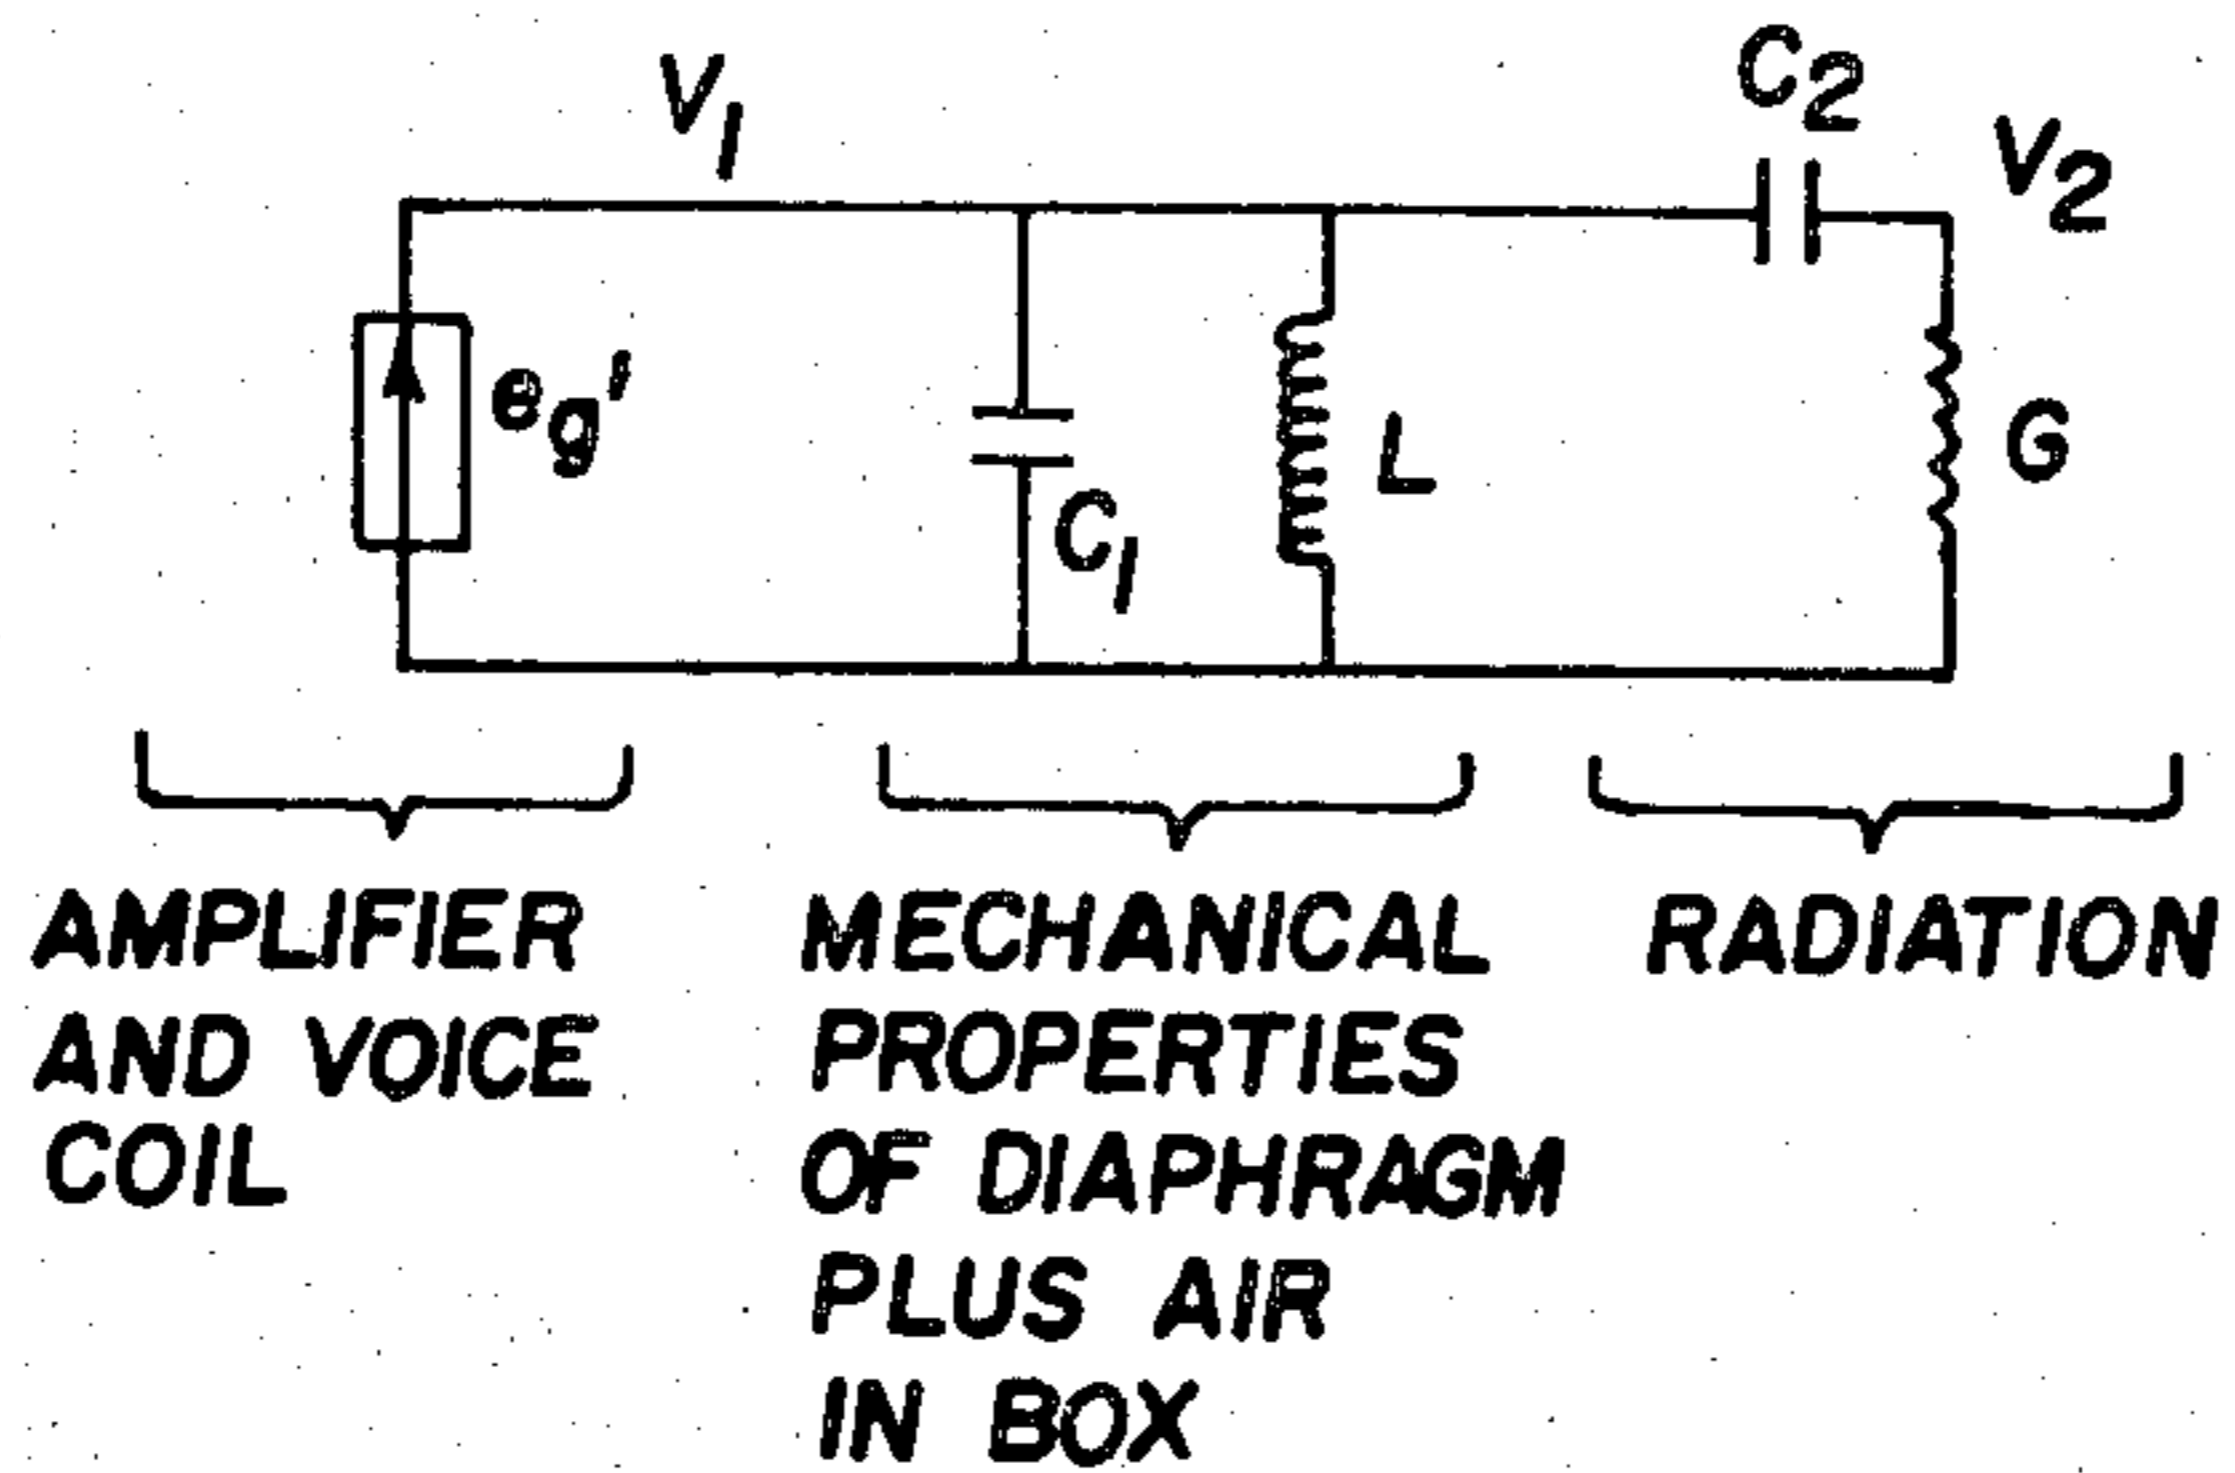 V1
C2
V2
eg'
C1
L
G
AMPLIFIER
AND VOICE
COIL
MECHANICAL
PROPERTIES
OF DIAPHRAGM
PLUS AIR
IN BOX
RADIATION